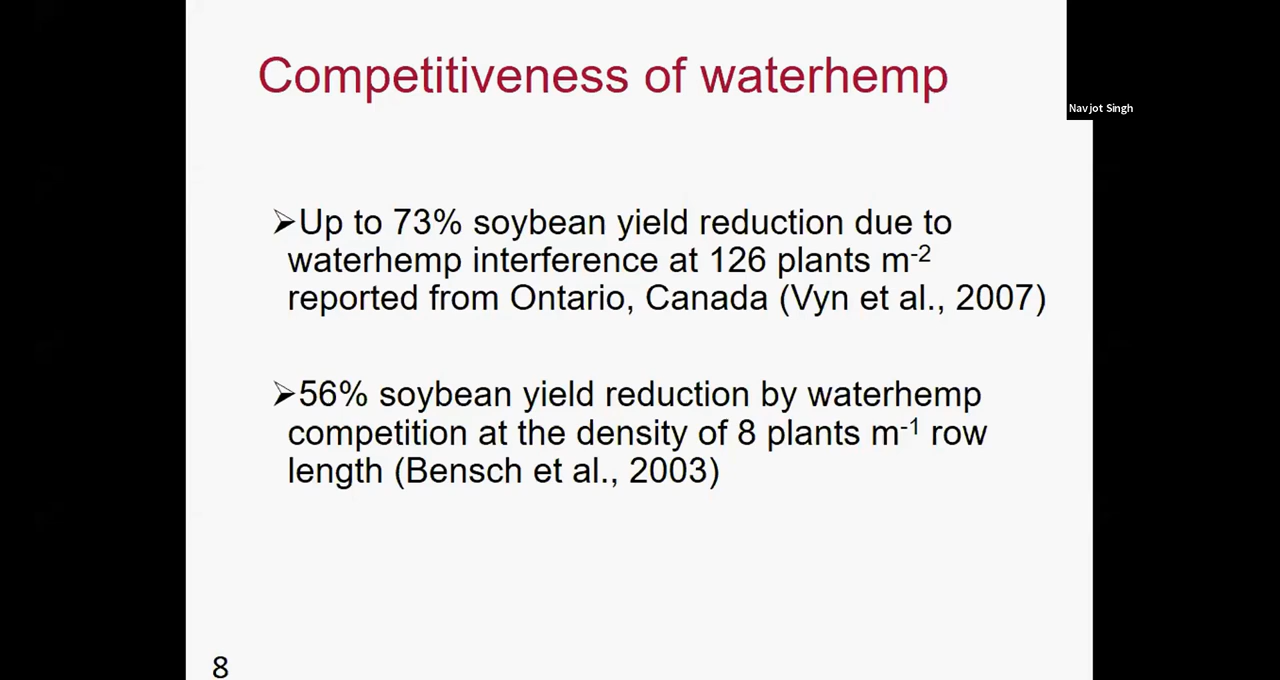 Competitiveness of waterhemp
Navjot Singh
➢Up to 73% soybean yield reduction due to
waterhemp interference at 126 plants m⁻²
reported from Ontario, Canada (Vyn et al., 2007)
➢56% soybean yield reduction by waterhemp
competition at the density of 8 plants m⁻¹ row
length (Bensch et al., 2003)
8